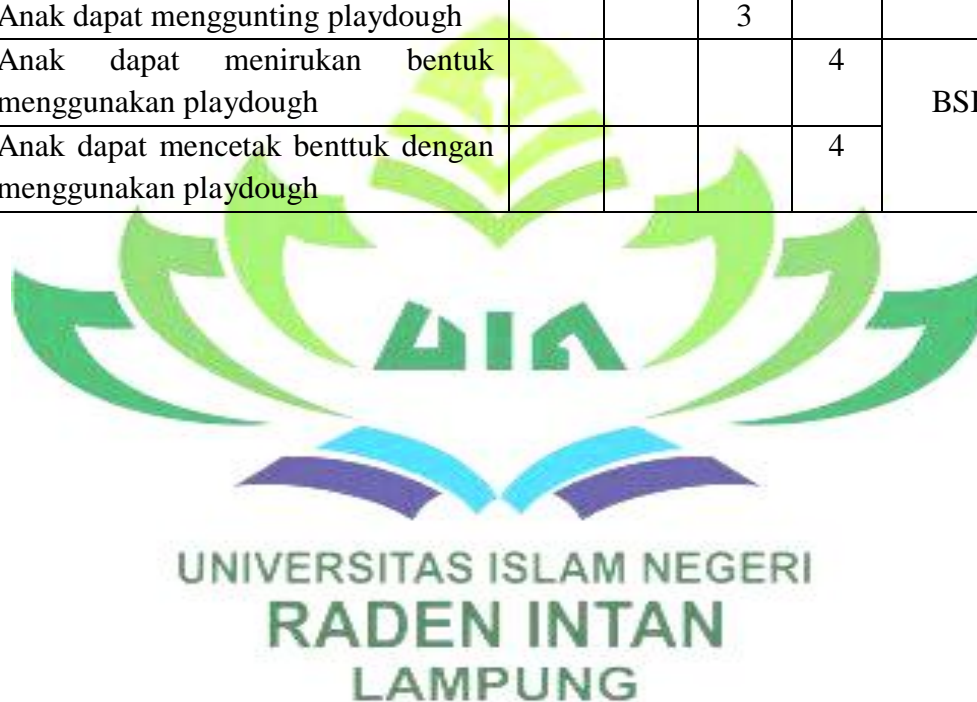 Anak dapat menggunting playdough 3
Anak dapat menirukan bentuk 4
menggunakan playdough
Anak dapat mencetak benttuk dengan 4
menggunakan playdough
UIN
UNIVERSITAS ISLAM NEGERI
RADEN INTAN
LAMPUNG